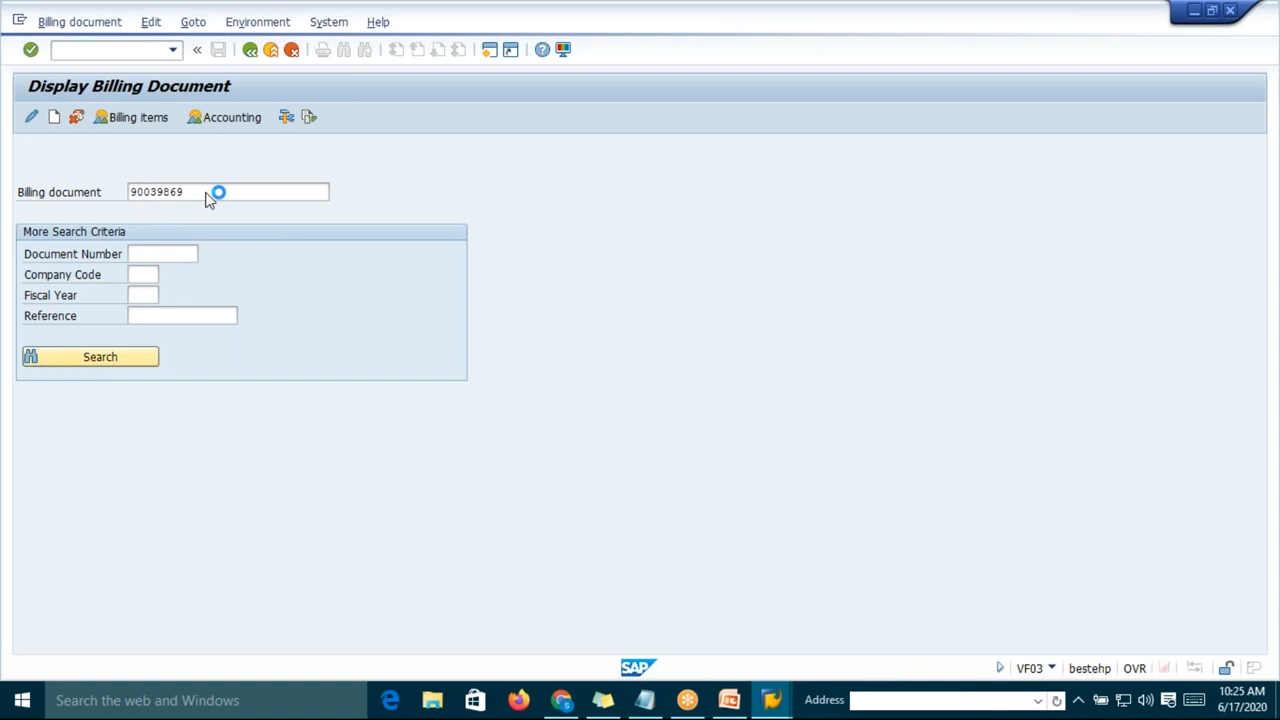 Billing document Edit Goto Environment System Help
Display Billing Document
Billing items Accounting
Billing document 90039869
More Search Criteria
Document Number
Company Code
Fiscal Year
Reference
Search
SAP VF03 bestehp OVR
Search the web and Windows Address 10:25 AM
6/17/2020